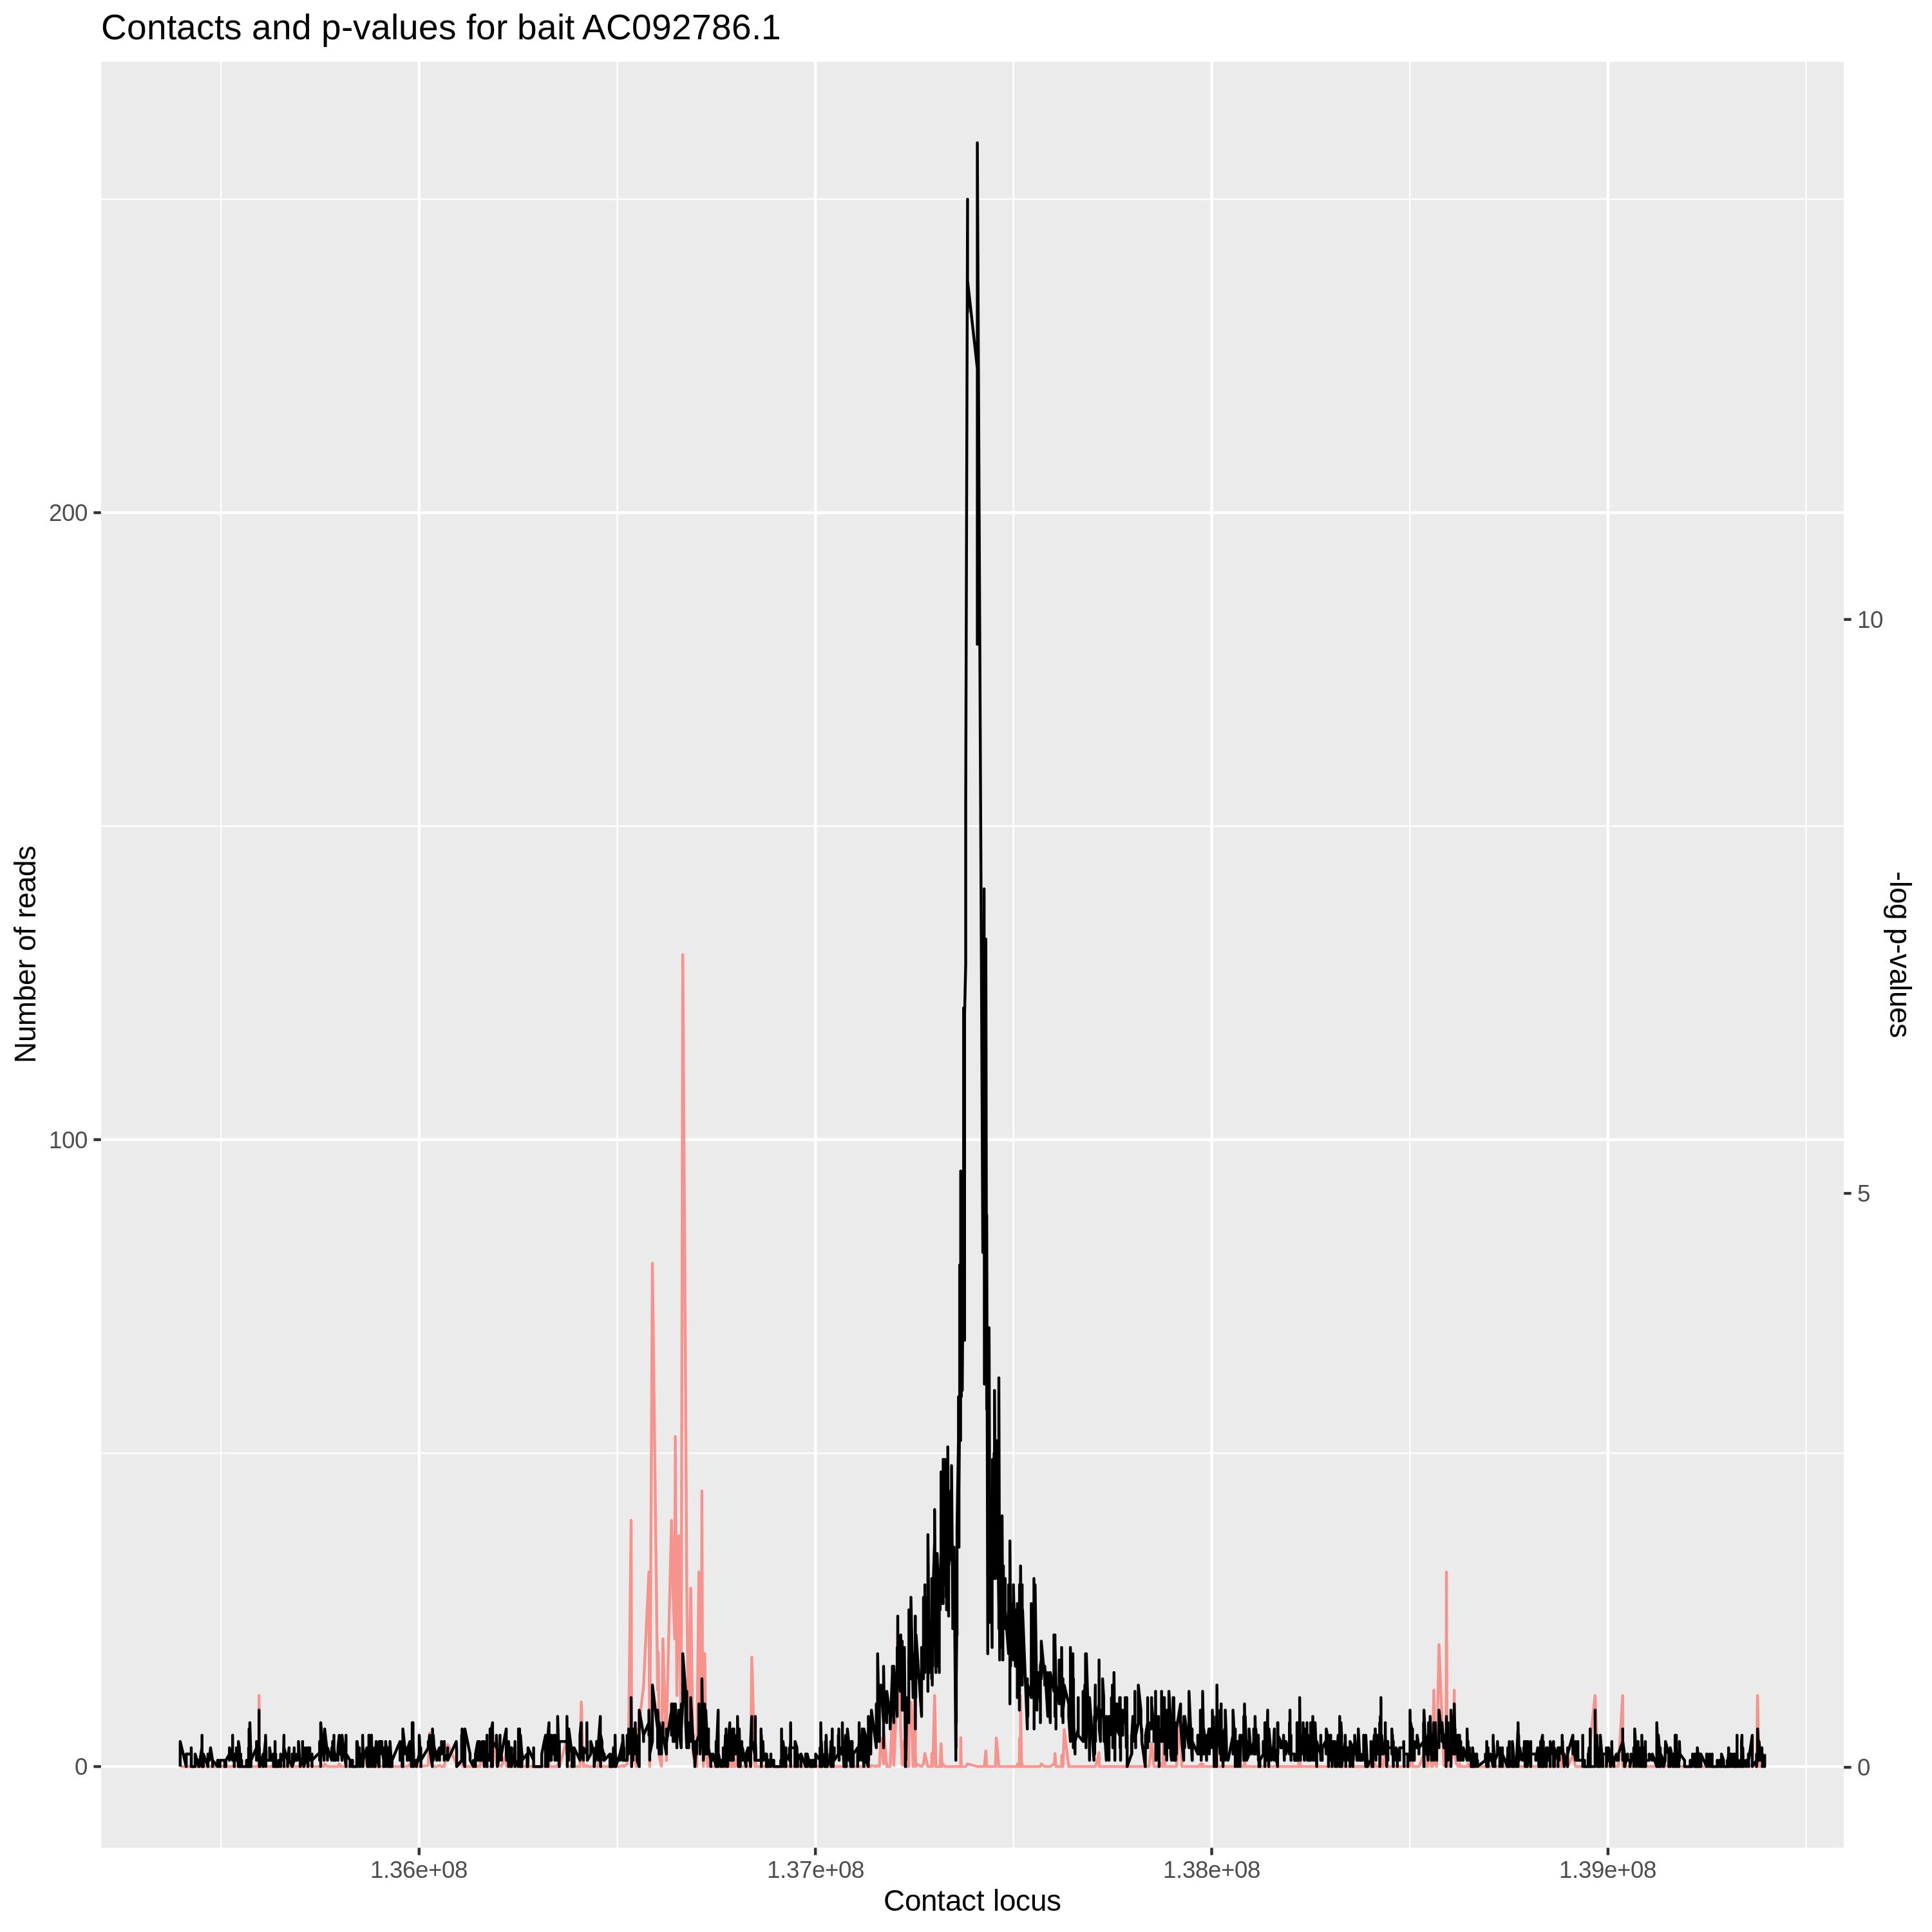 Contacts and p-values for bait AC092786.1
Number of reads
200
100
0
10
5
0
-log p-values
1.36e+08
1.37e+08
1.38e+08
1.39e+08
Contact locus